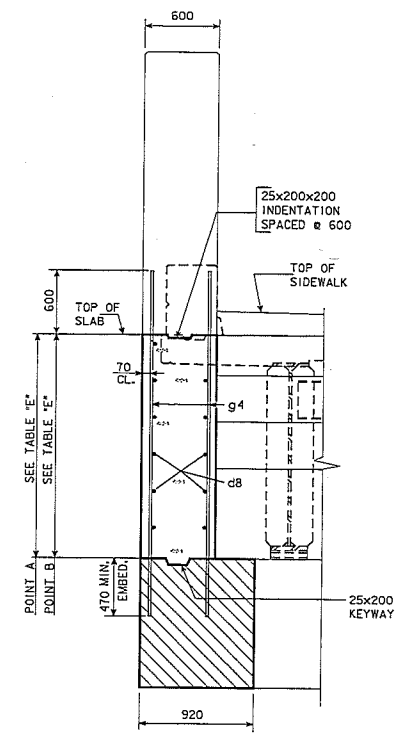 600
25x200x200
INDENTATION
SPACED @ 600
TOP OF
SIDEWALK
600
TOP OF
SLAB
70
CL.
g4
SEE TABLE "E"
SEE TABLE "E"
d8
POINT A
POINT B
470 MIN.
EMBED.
25x200
KEYWAY
920